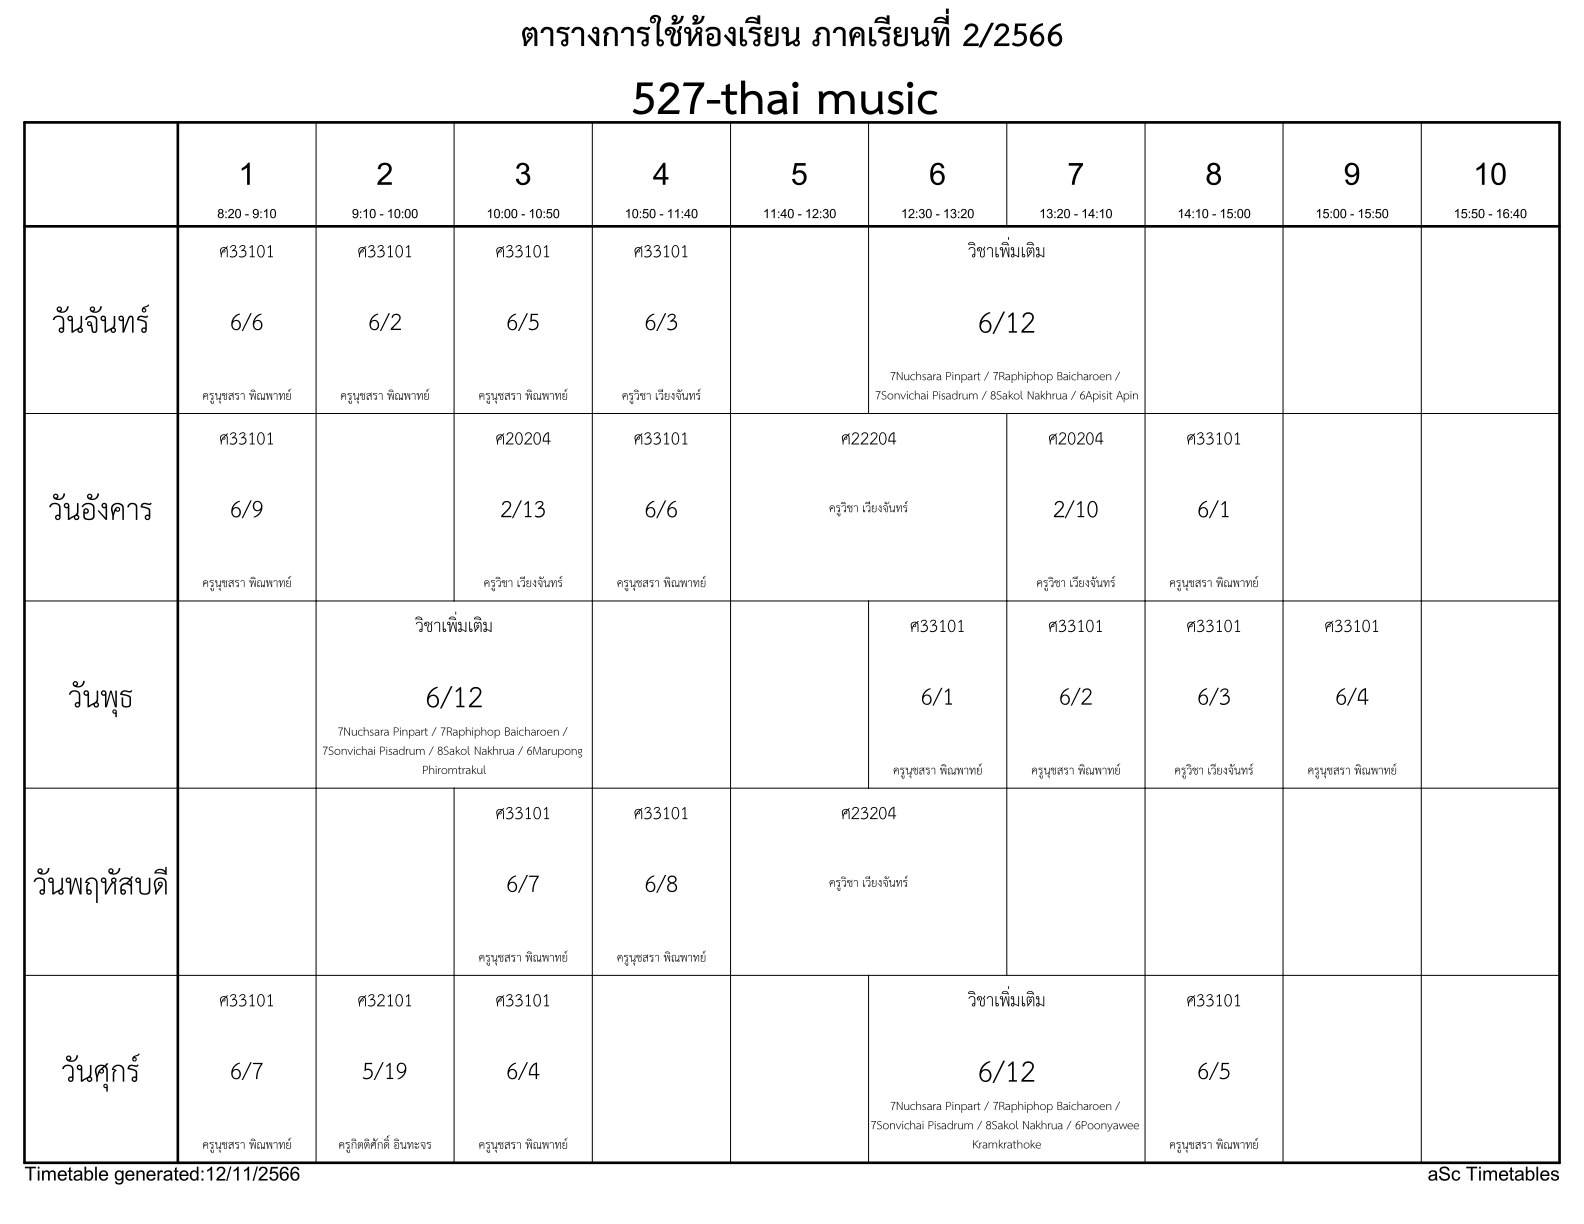 ตารางการใช้ห้องเรียน ภาคเรียนที่ 2/2566
527-thai music
1 2 3 4 5 6 7 8 9 10
8:20 - 9:10 9:10 - 10:00 10:00 - 10:50 10:50 - 11:40 11:40 - 12:30 12:30 - 13:20 13:20 - 14:10 14:10 - 15:00 15:00 - 15:50 15:50 - 16:40
ศ33101 ศ33101 ศ33101 ศ33101 วิชาเพิ่มเติม
วันจันทร์ 6/6 6/2 6/5 6/3 6/12
7Nuchsara Pinpart / 7Raphiphop Baicharoen /
ครูนุชสรา พิณพาทย์ ครูนุชสรา พิณพาทย์ ครูนุชสรา พิณพาทย์ ครูวิชา เวียงจันทร์ 7Sonvichai Pisadrum / 8Sakol Nakhrua / 6Apisit Apin
ศ33101 ศ20204 ศ33101 ศ22204 ศ20204 ศ33101
วันอังคาร 6/9 2/13 6/6 ครูวิชา เวียงจันทร์ 2/10 6/1
ครูนุชสรา พิณพาทย์ ครูวิชา เวียงจันทร์ ครูนุชสรา พิณพาทย์ ครูวิชา เวียงจันทร์ ครูนุชสรา พิณพาทย์
วิชาเพิ่มเติม ศ33101 ศ33101 ศ33101 ศ33101
วันพุธ 6/12 6/1 6/2 6/3 6/4
7Nuchsara Pinpart / 7Raphiphop Baicharoen /
7Sonvichai Pisadrum / 8Sakol Nakhrua / 6Marupong
Phiromtrakul ครูนุชสรา พิณพาทย์ ครูนุชสรา พิณพาทย์ ครูวิชา เวียงจันทร์ ครูนุชสรา พิณพาทย์
ศ33101 ศ33101 ศ23204
วันพฤหัสบดี 6/7 6/8 ครูวิชา เวียงจันทร์
ครูนุชสรา พิณพาทย์ ครูนุชสรา พิณพาทย์
ศ33101 ศ32101 ศ33101 วิชาเพิ่มเติม ศ33101
วันศุกร์ 6/7 5/19 6/4 6/12 6/5
7Nuchsara Pinpart / 7Raphiphop Baicharoen /
7Sonvichai Pisadrum / 8Sakol Nakhrua / 6Poonyawee
ครูนุชสรา พิณพาทย์ ครูกิตติศักดิ์ อินทะจร ครูนุชสรา พิณพาทย์ Kramkrathoke ครูนุชสรา พิณพาทย์
Timetable generated:12/11/2566 aSc Timetables